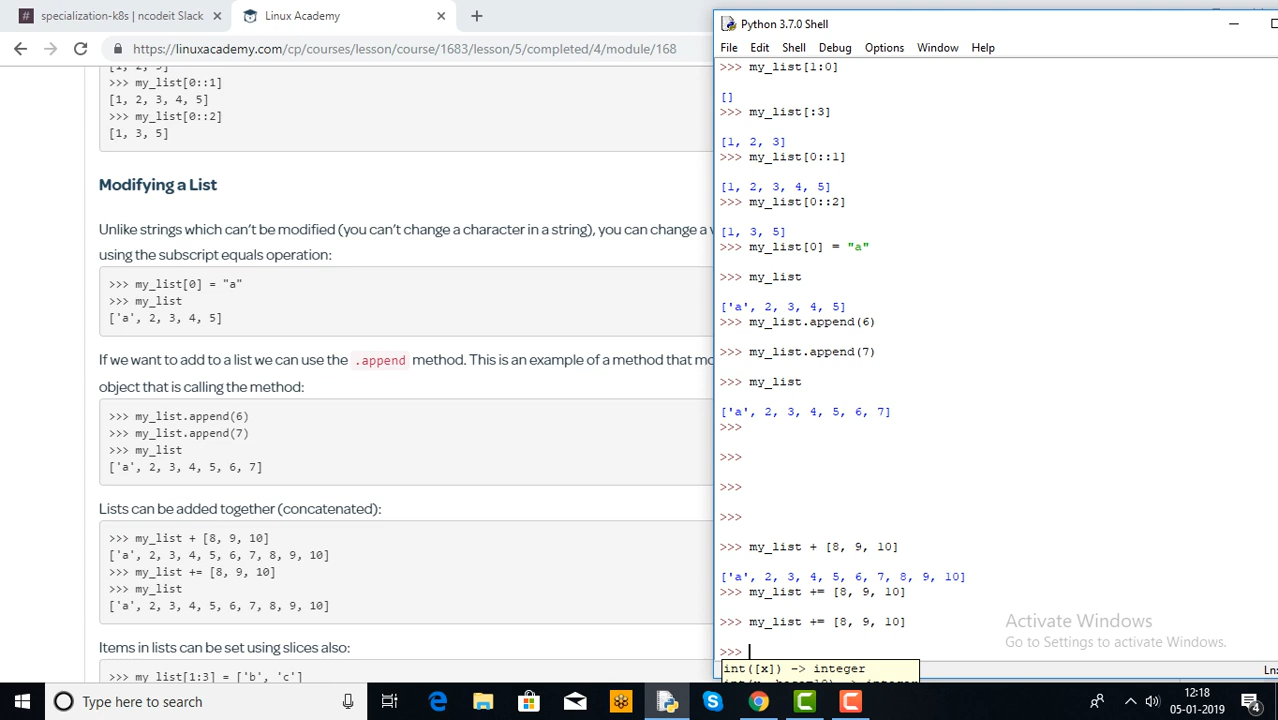 specialization-k8s | ncodeit Slack
Linux Academy
https://linuxacademy.com/cp/courses/lesson/course/1683/lesson/5/completed/4/module/168
[1, 2, 3]
>>> my_list[0::1]
[1, 2, 3, 4, 5]
>>> my_list[0::2]
[1, 3, 5]
Modifying a List
Unlike strings which can't be modified (you can't change a character in a string), you can change a v
using the subscript equals operation:
>>> my_list[0] = "a"
>>> my_list
['a', 2, 3, 4, 5]
If we want to add to a list we can use the .append method. This is an example of a method that mo
object that is calling the method:
>>> my_list.append(6)
>>> my_list.append(7)
>>> my_list
['a', 2, 3, 4, 5, 6, 7]
Lists can be added together (concatenated):
>>> my_list + [8, 9, 10]
['a', 2, 3, 4, 5, 6, 7, 8, 9, 10]
>>> my_list += [8, 9, 10]
>>> my_list
['a', 2, 3, 4, 5, 6, 7, 8, 9, 10]
Items in lists can be set using slices also:
>>> my_list[1:3] = ['b', 'c']
Python 3.7.0 Shell
File Edit Shell Debug Options Window Help
>>> my_list[1:0]
[]
>>> my_list[:3]
[1, 2, 3]
>>> my_list[0::1]
[1, 2, 3, 4, 5]
>>> my_list[0::2]
[1, 3, 5]
>>> my_list[0] = "a"
>>> my_list
['a', 2, 3, 4, 5]
>>> my_list.append(6)
>>> my_list.append(7)
>>> my_list
['a', 2, 3, 4, 5, 6, 7]
>>>
>>>
>>>
>>>
>>> my_list + [8, 9, 10]
['a', 2, 3, 4, 5, 6, 7, 8, 9, 10]
>>> my_list += [8, 9, 10]
>>> my_list += [8, 9, 10]
>>>
int([x]) -> integer
Activate Windows
Go to Settings to activate Windows.
Ln:
Type here to search
12:18
05-01-2019
4